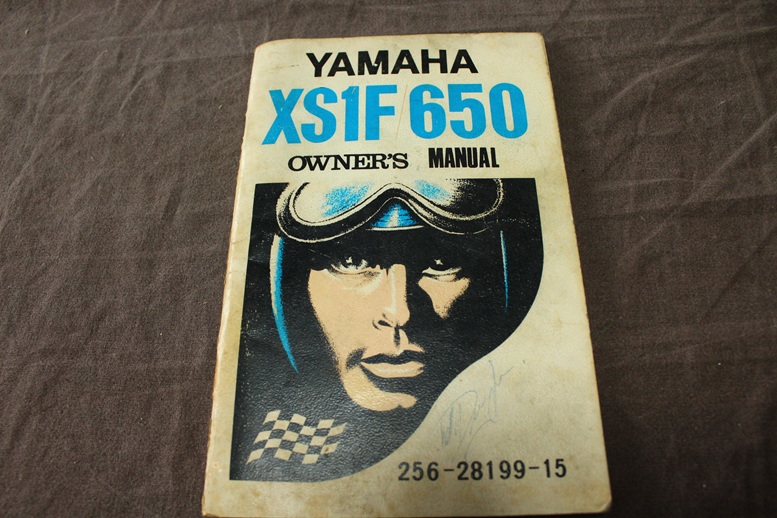 YAMAHA
XS1F 650
OWNER'S MANUAL
256-28199-15